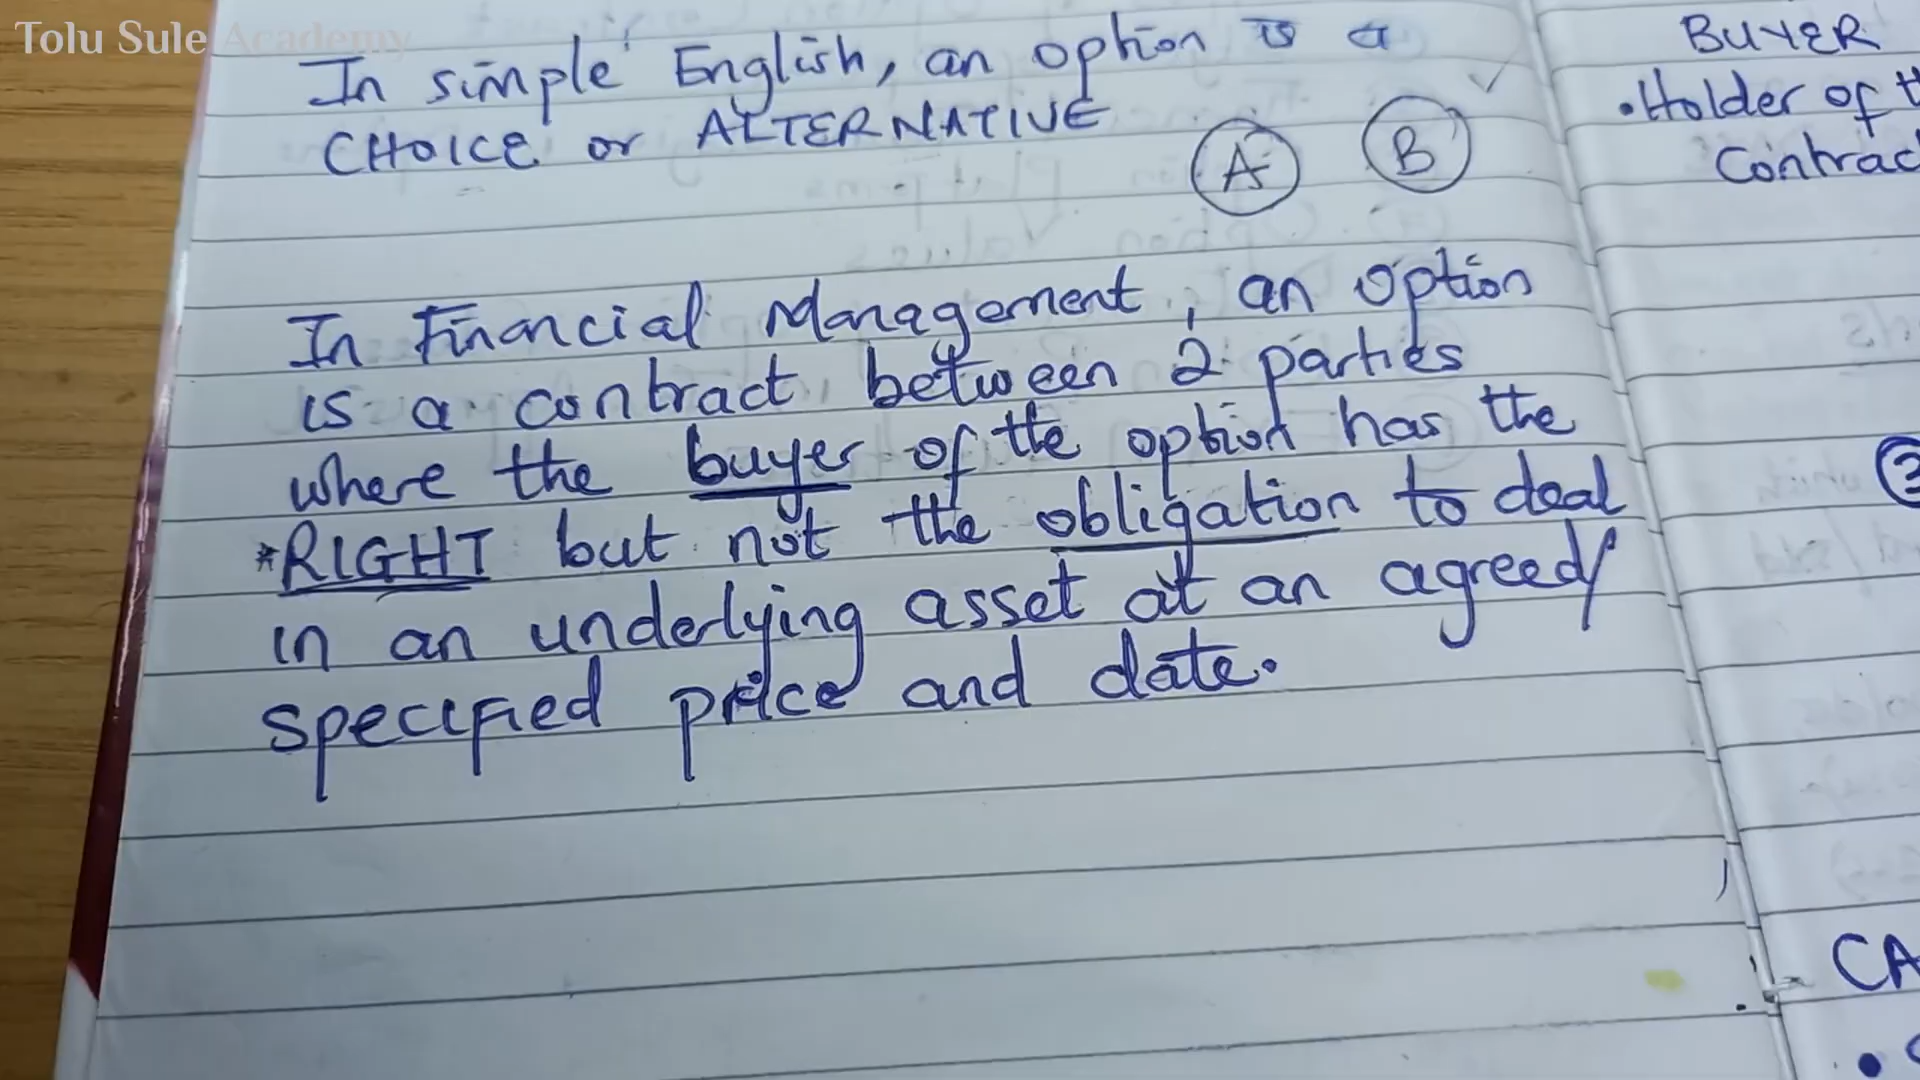 Tolu Sule Academy
In simple English, an option is a
CHOICE or ALTERNATIVE
A B
In Financial Management, an option
is a contract between 2 parties
where the buyer of the option has the
*RIGHT but not the obligation to deal
in an underlying asset at an agreed/
specified price and date.
BUYER
• Holder of
Contrac
CA